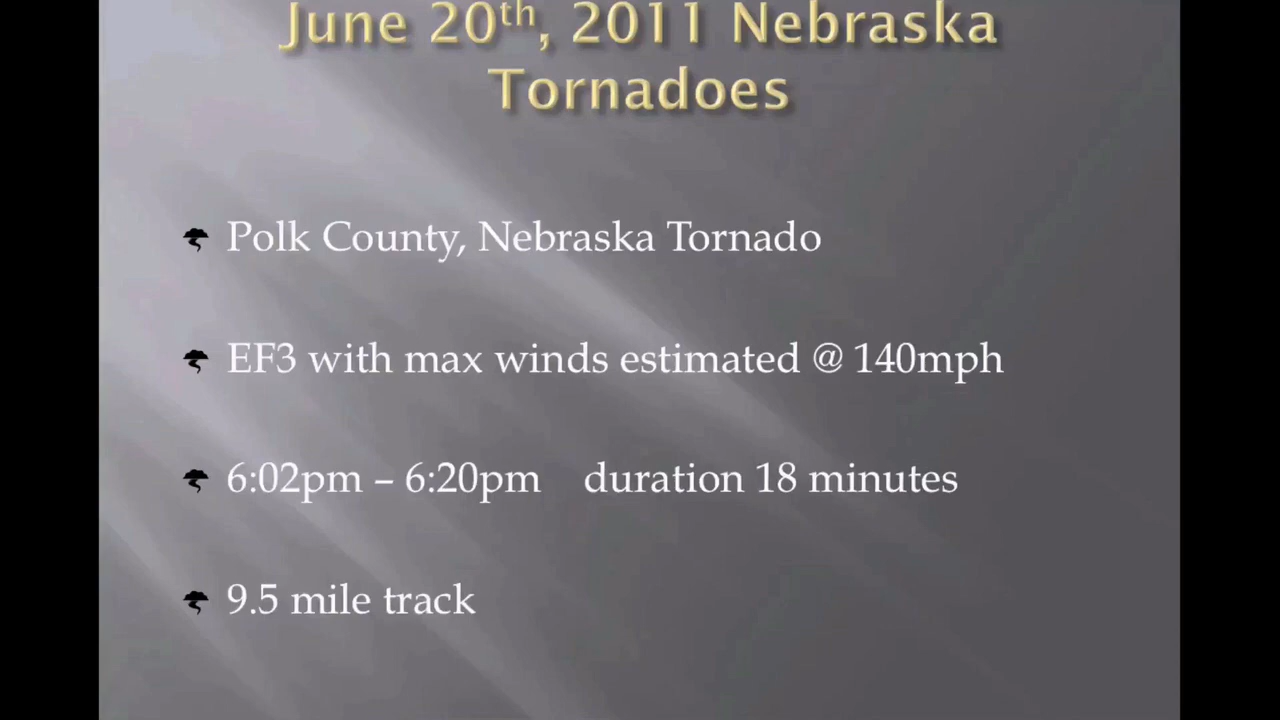 June 20th, 2011 Nebraska
Tornadoes
Polk County, Nebraska Tornado
EF3 with max winds estimated @ 140mph
6:02pm – 6:20pm duration 18 minutes
9.5 mile track